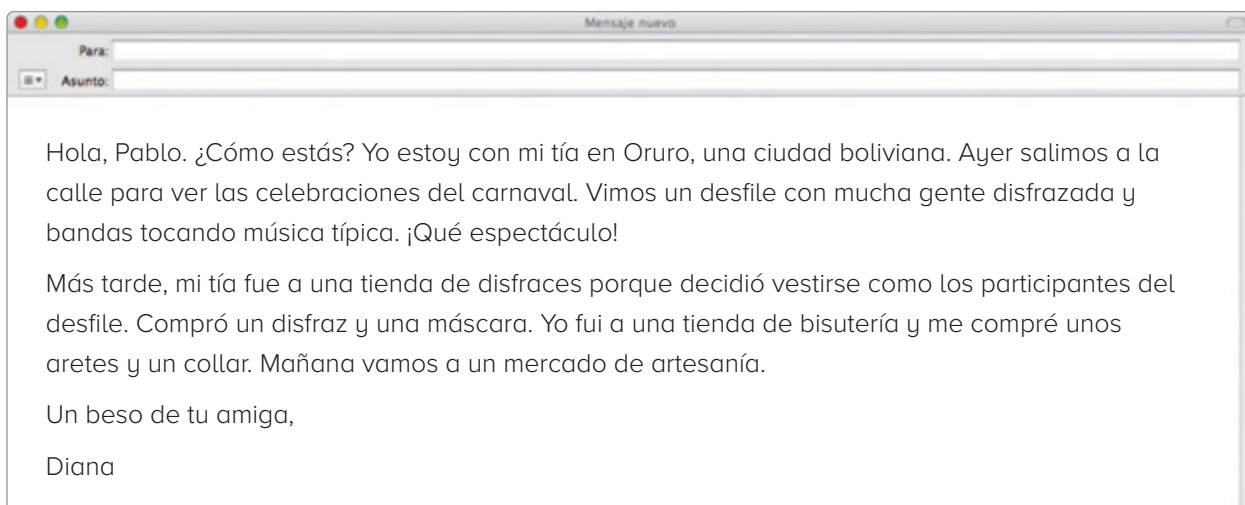 Mensaje nuevo
Para:
Asunto:
Hola, Pablo. ¿Cómo estás? Yo estoy con mi tía en Oruro, una ciudad boliviana. Ayer salimos a la
calle para ver las celebraciones del carnaval. Vimos un desfile con mucha gente disfrazada y
bandas tocando música típica. ¡Qué espectáculo!
Más tarde, mi tía fue a una tienda de disfraces porque decidió vestirse como los participantes del
desfile. Compró un disfraz y una máscara. Yo fui a una tienda de bisutería y me compré unos
aretes y un collar. Mañana vamos a un mercado de artesanía.
Un beso de tu amiga,
Diana